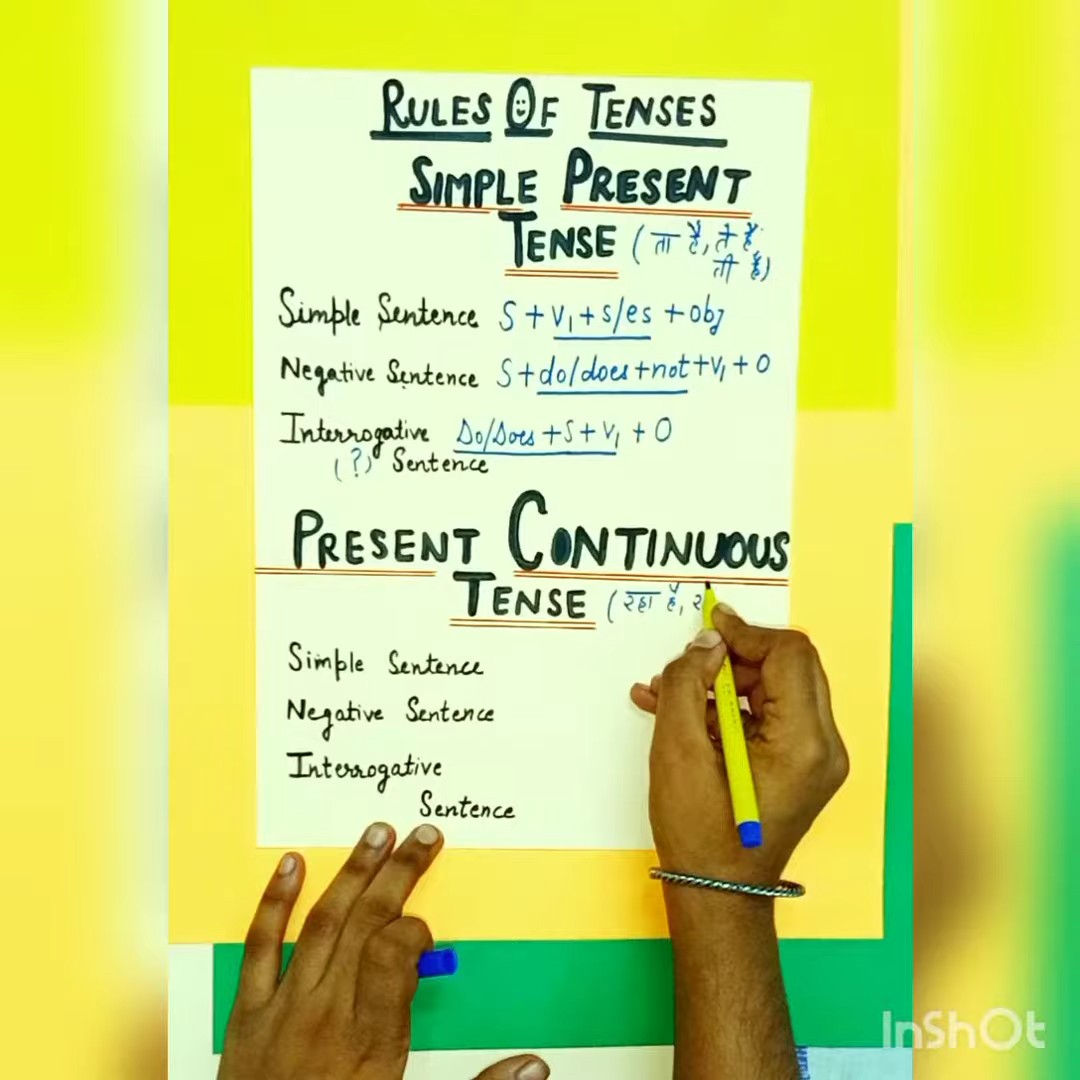 RULES OF TENSES
SIMPLE PRESENT
TENSE (ता है, ते हैं,
ती है)
Simple Sentence S + V₁ + s/es + obj
Negative Sentence S + do/does + not + V₁ + O
Interrogative Do/Does + S + V₁ + O
(?) Sentence
PRESENT CONTINUOUS
TENSE (रहा है, र
Simple Sentence
Negative Sentence
Interrogative
Sentence
InShOt